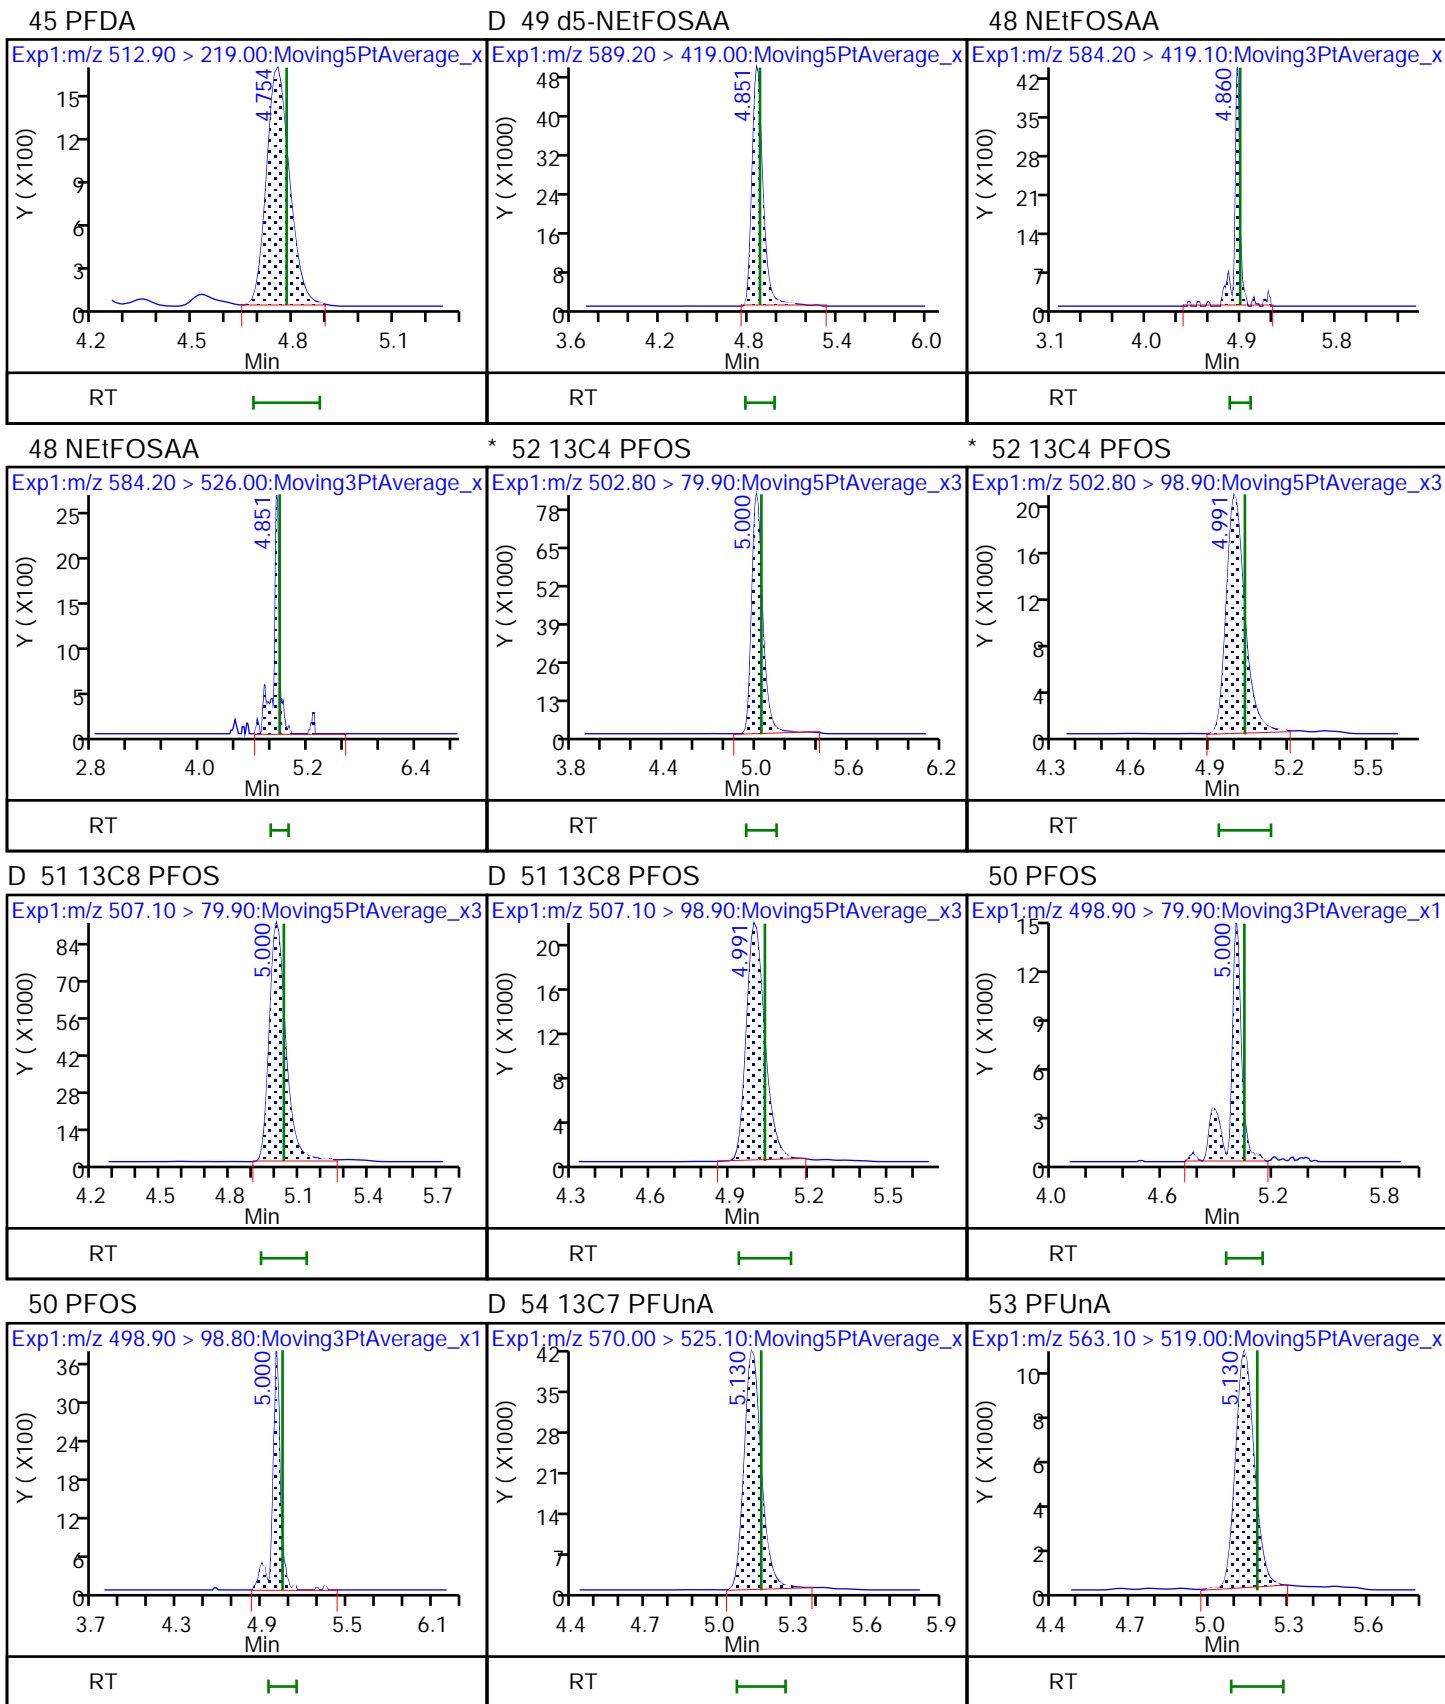 45 PFDA
Exp1:m/z 512.90 > 219.00:Moving5PtAverage_x
4.754
Y ( X100)
15
12
9
6
3
0
4.2 4.5 4.8 5.1
Min
RT
D 49 d5-NEtFOSAA
Exp1:m/z 589.20 > 419.00:Moving5PtAverage_x
4.851
Y ( X1000)
48
40
32
24
16
8
0
3.6 4.2 4.8 5.4 6.0
Min
RT
48 NEtFOSAA
Exp1:m/z 584.20 > 419.10:Moving3PtAverage_x
4.860
Y ( X100)
42
35
28
21
14
7
0
3.1 4.0 4.9 5.8
Min
RT
48 NEtFOSAA
Exp1:m/z 584.20 > 526.00:Moving3PtAverage_x
4.851
Y ( X100)
25
20
15
10
5
0
2.8 4.0 5.2 6.4
Min
RT
* 52 13C4 PFOS
Exp1:m/z 502.80 > 79.90:Moving5PtAverage_x3
5.000
Y ( X1000)
78
65
52
39
26
13
0
3.8 4.4 5.0 5.6 6.2
Min
RT
* 52 13C4 PFOS
Exp1:m/z 502.80 > 98.90:Moving5PtAverage_x3
4.991
Y ( X1000)
20
16
12
8
4
0
4.3 4.6 4.9 5.2 5.5
Min
RT
D 51 13C8 PFOS
Exp1:m/z 507.10 > 79.90:Moving5PtAverage_x3
5.000
Y ( X1000)
84
70
56
42
28
14
0
4.2 4.5 4.8 5.1 5.4 5.7
Min
RT
D 51 13C8 PFOS
Exp1:m/z 507.10 > 98.90:Moving5PtAverage_x3
4.991
Y ( X1000)
20
16
12
8
4
0
4.3 4.6 4.9 5.2 5.5
Min
RT
50 PFOS
Exp1:m/z 498.90 > 79.90:Moving3PtAverage_x1
5.000
Y ( X1000)
15
12
9
6
3
0
4.0 4.6 5.2 5.8
Min
RT
50 PFOS
Exp1:m/z 498.90 > 98.80:Moving3PtAverage_x1
5.000
Y ( X100)
36
30
24
18
12
6
0
3.7 4.3 4.9 5.5 6.1
Min
RT
D 54 13C7 PFUnA
Exp1:m/z 570.00 > 525.10:Moving5PtAverage_x
5.130
Y ( X1000)
42
35
28
21
14
7
0
4.4 4.7 5.0 5.3 5.6 5.9
Min
RT
53 PFUnA
Exp1:m/z 563.10 > 519.00:Moving5PtAverage_x
5.130
Y ( X1000)
10
8
6
4
2
0
4.4 4.7 5.0 5.3 5.6
Min
RT